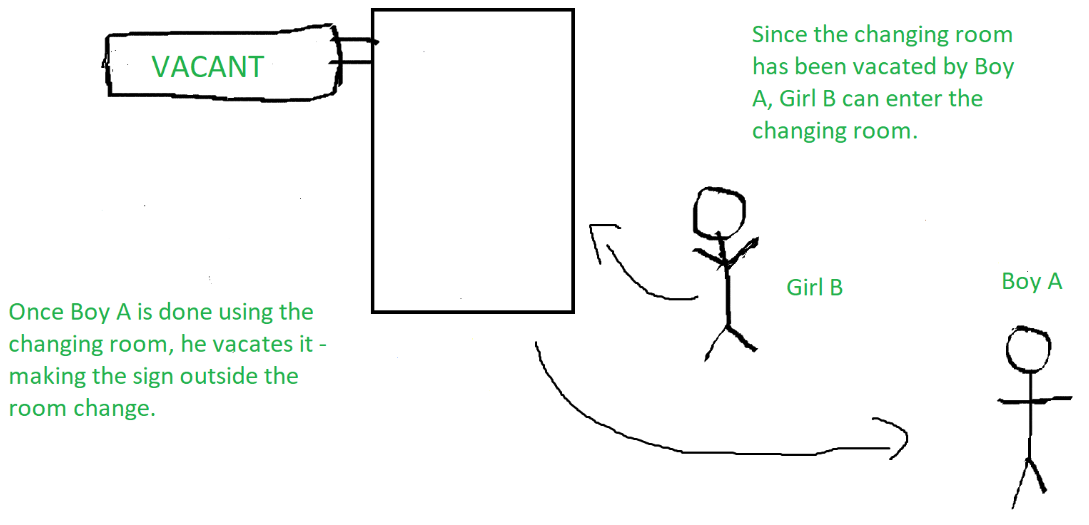 VACANT
Since the changing room
has been vacated by Boy
A, Girl B can enter the
changing room.
Girl B
Boy A
Once Boy A is done using the
changing room, he vacates it -
making the sign outside the
room change.